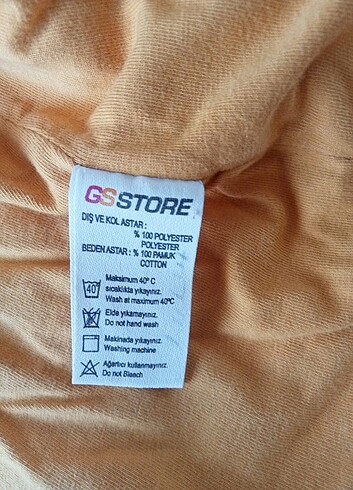 GSSTORE
DIŞ VE KOL ASTAR :
% 100 POLYESTER
POLYESTER
BEDEN ASTAR : % 100 PAMUK
COTTON
40°
Maksimum 40° C
sıcaklıkta yıkayınız.
Wash at maximum 40°C
Elde yıkamayınız.
Do not hand wash
Makinada yıkayınız.
Washing machine
Ağartıcı kullanmayınız.
Do not Bleach